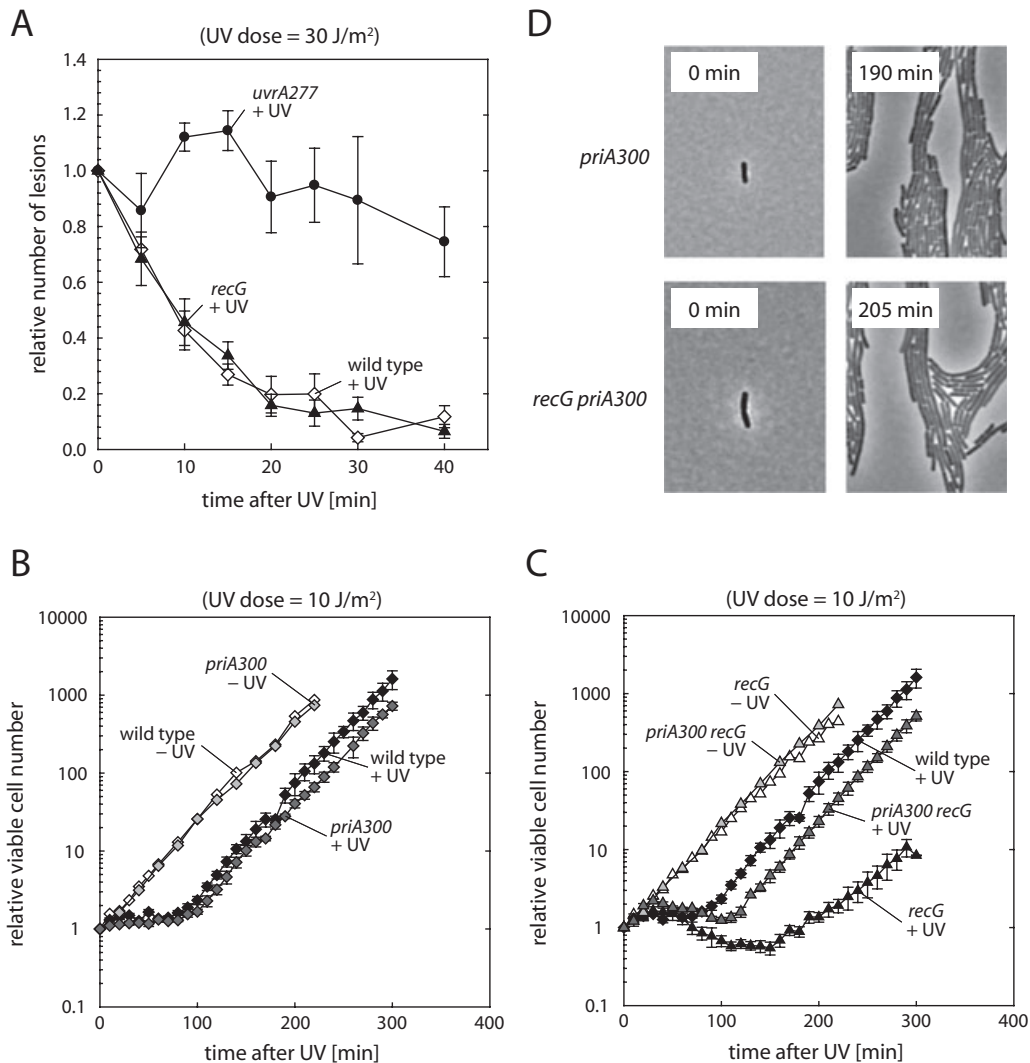 A
(UV dose = 30 J/m²)
relative number of lesions
1.4
1.2
1.0
0.8
0.6
0.4
0.2
0.0
uvrA277
+ UV
recG
+ UV
wild type
+ UV
0
10
20
30
40
time after UV [min]
D
priA300
0 min
190 min
recG priA300
0 min
205 min
B
(UV dose = 10 J/m²)
relative viable cell number
10000
1000
100
10
1
0.1
priA300
– UV
wild type
– UV
wild type
+ UV
priA300
+ UV
0
100
200
300
400
time after UV [min]
C
(UV dose = 10 J/m²)
relative viable cell number
10000
1000
100
10
1
0.1
recG
– UV
priA300 recG
– UV
wild type
+ UV
priA300 recG
+ UV
recG
+ UV
0
100
200
300
400
time after UV [min]